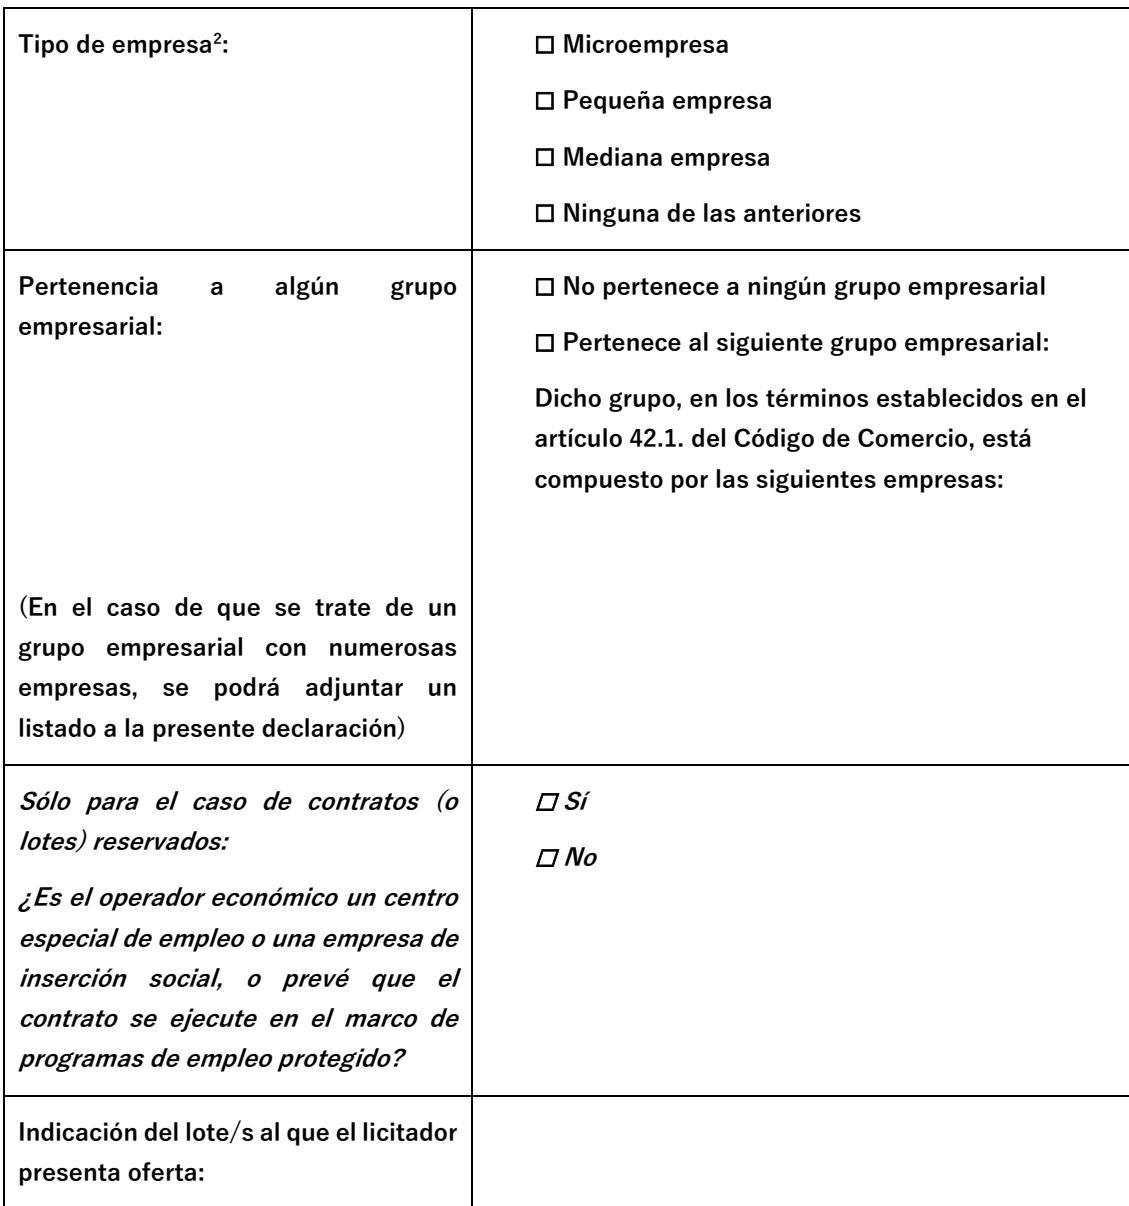 Tipo de empresa²:
☐ Microempresa
☐ Pequeña empresa
☐ Mediana empresa
☐ Ninguna de las anteriores
Pertenencia a algún grupo
empresarial:
(En el caso de que se trate de un
grupo empresarial con numerosas
empresas, se podrá adjuntar un
listado a la presente declaración)
☐ No pertenece a ningún grupo empresarial
☐ Pertenece al siguiente grupo empresarial:
Dicho grupo, en los términos establecidos en el
artículo 42.1. del Código de Comercio, está
compuesto por las siguientes empresas:
Sólo para el caso de contratos (o
lotes) reservados:
¿Es el operador económico un centro
especial de empleo o una empresa de
inserción social, o prevé que el
contrato se ejecute en el marco de
programas de empleo protegido?
☐ Sí
☐ No
Indicación del lote/s al que el licitador
presenta oferta: